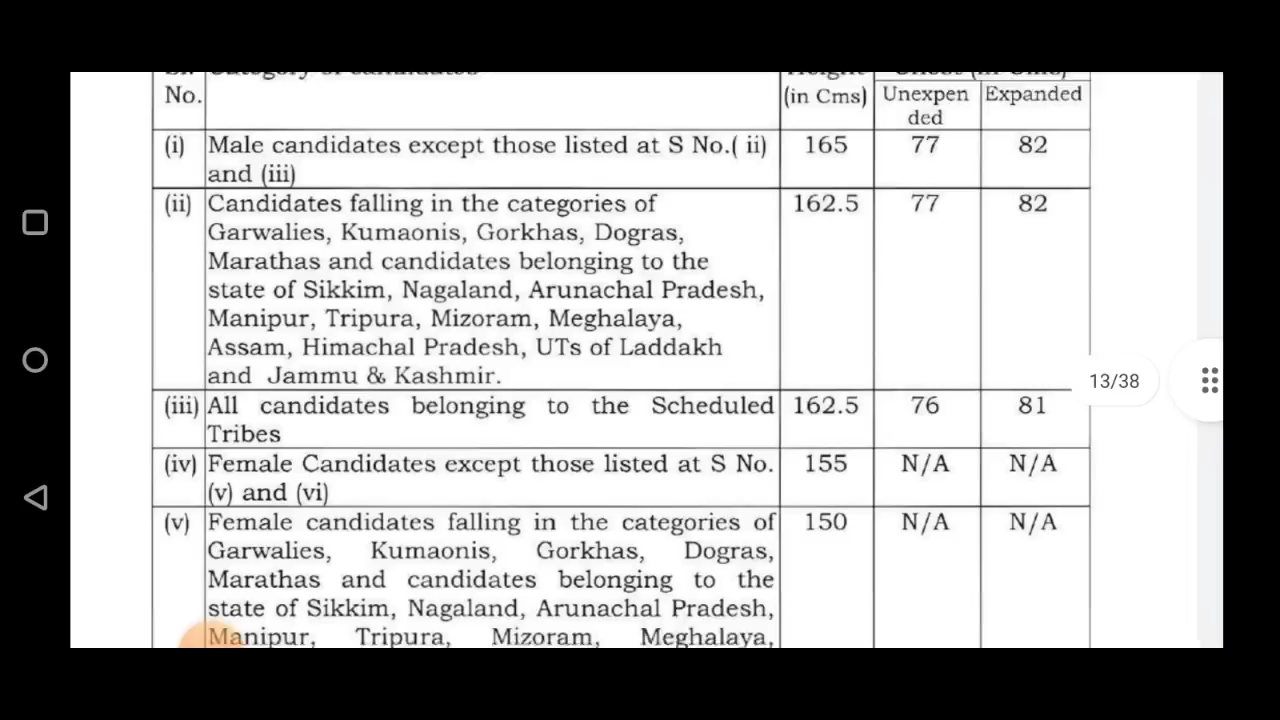 No.
(in Cms)
Unexpen
ded
Expanded
(i) Male candidates except those listed at S No.( ii) 165 77 82
and (iii)
(ii) Candidates falling in the categories of 162.5 77 82
Garwalies, Kumaonis, Gorkhas, Dogras,
Marathas and candidates belonging to the
state of Sikkim, Nagaland, Arunachal Pradesh,
Manipur, Tripura, Mizoram, Meghalaya,
Assam, Himachal Pradesh, UTs of Laddakh
and Jammu & Kashmir.
13/38
(iii) All candidates belonging to the Scheduled 162.5 76 81
Tribes
(iv) Female Candidates except those listed at S No. 155 N/A N/A
(v) and (vi)
(v) Female candidates falling in the categories of 150 N/A N/A
Garwalies, Kumaonis, Gorkhas, Dogras,
Marathas and candidates belonging to the
state of Sikkim, Nagaland, Arunachal Pradesh,
Manipur, Tripura, Mizoram, Meghalaya,